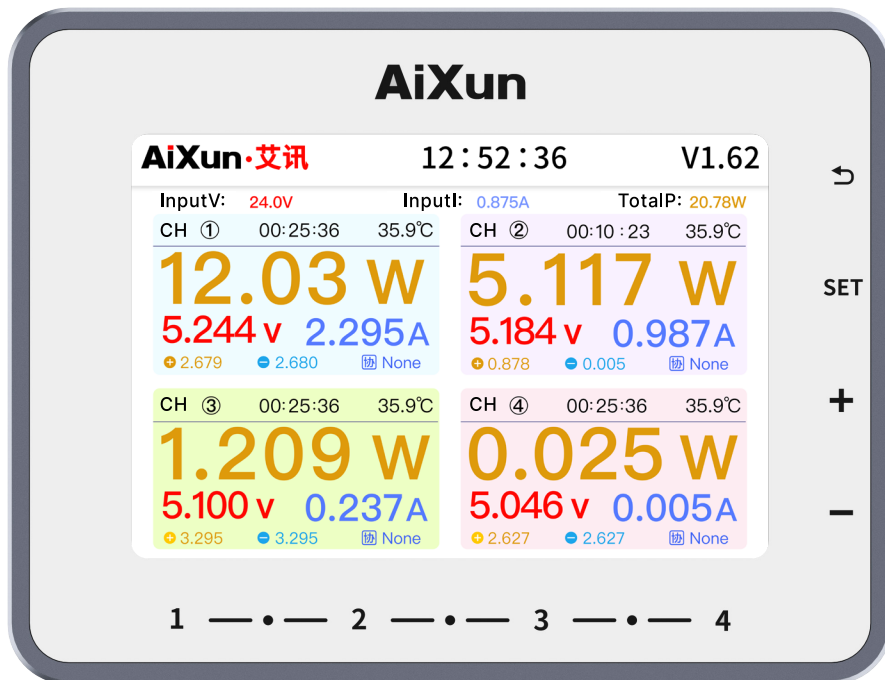 AiXun
AiXun·艾讯 12:52:36 V1.62
InputV: 24.0V InputI: 0.875A TotalP: 20.78W
CH ① 00:25:36 35.9℃
12.03 W
5.244 V 2.295A
+ 2.679 - 2.680 协 None
CH ② 00:10 : 23 35.9℃
5.117 W
5.184 V 0.987A
+ 0.878 - 0.005 协 None
CH ③ 00:25:36 35.9℃
1.209 W
5.100 V 0.237A
+ 3.295 - 3.295 协 None
CH ④ 00:25:36 35.9℃
0.025 W
5.046 V 0.005A
+ 2.627 - 2.627 协 None
SET
+
−
1 2 3 4